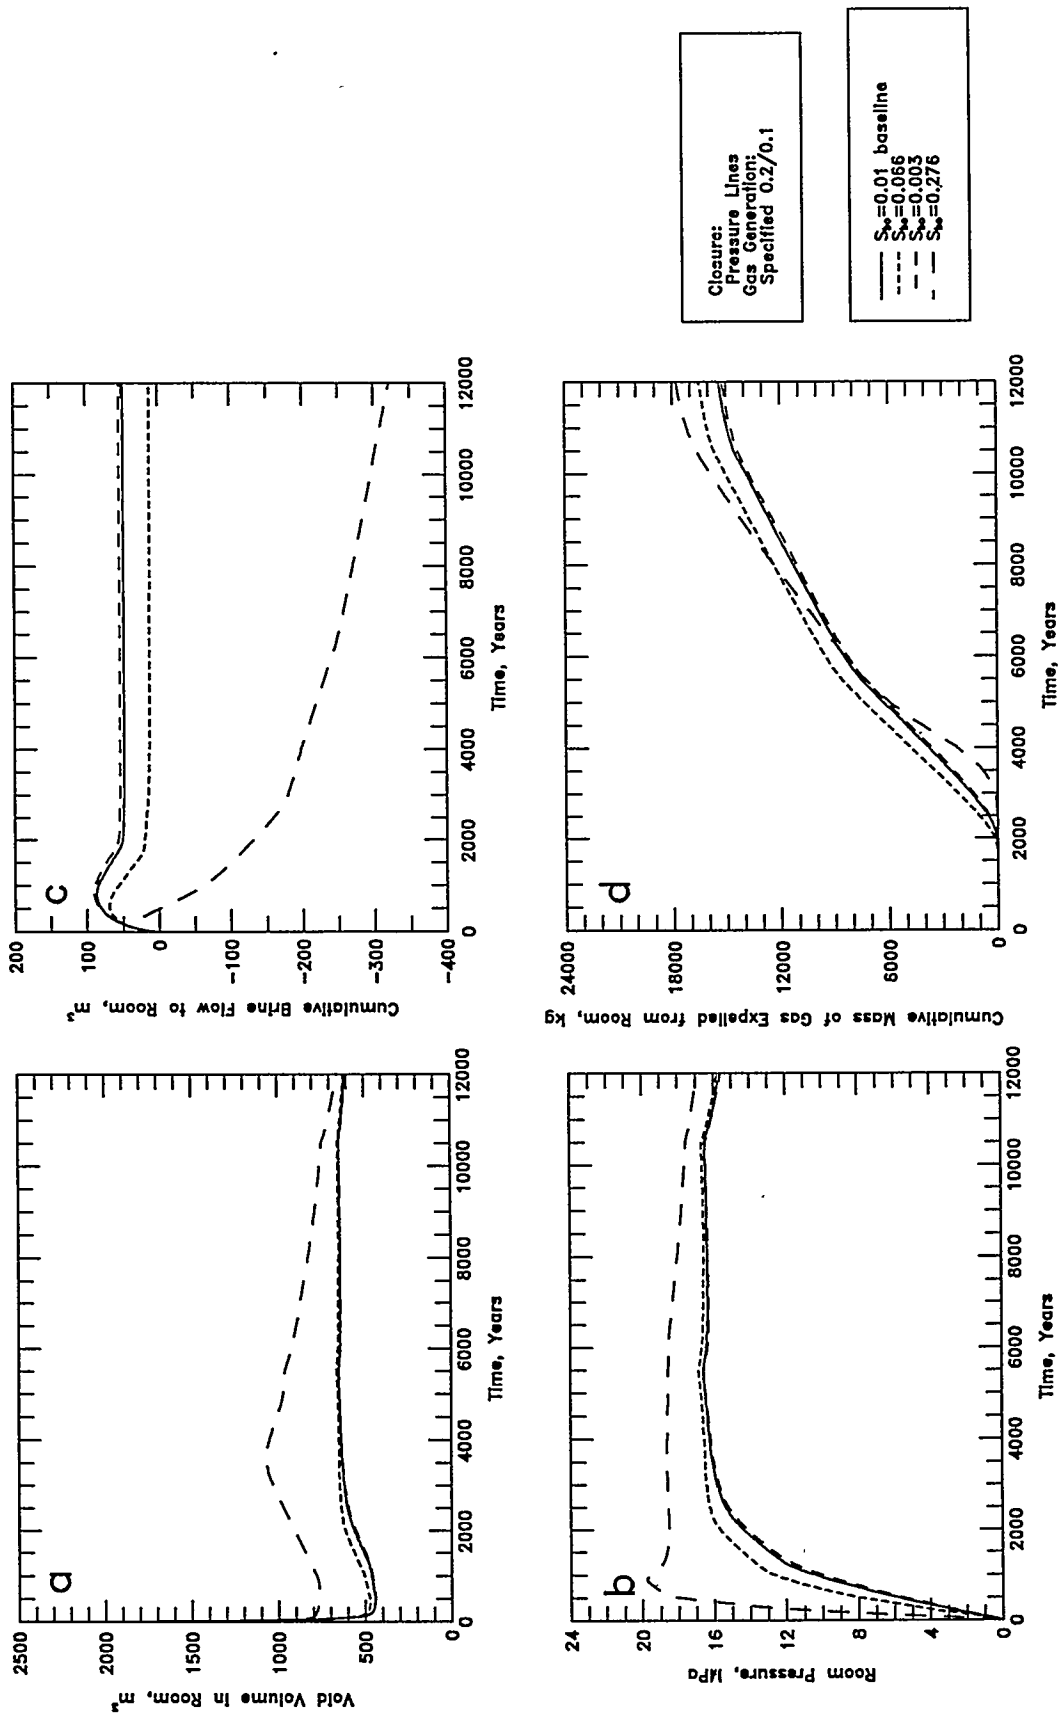 a
2500
2000
1500
1000
500
0
Void Volume in Room, m³
0
2000
4000
6000
8000
10000
12000
Time, Years
c
200
100
0
-100
-200
-300
-400
Cumulative Brine Flow to Room, m³
0
2000
4000
6000
8000
10000
12000
Time, Years
b
24
20
16
12
8
4
0
Room Pressure, MPa
0
2000
4000
6000
8000
10000
12000
Time, Years
d
24000
18000
12000
6000
0
Cumulative Mass of Gas Expelled from Room, kg
0
2000
4000
6000
8000
10000
12000
Time, Years
Closure:
Pressure Lines
Gas Generation:
Specified 0.2/0.1
S_bo=0.01 baseline
S_bo=0.066
S_bo=0.003
S_bo=0.276